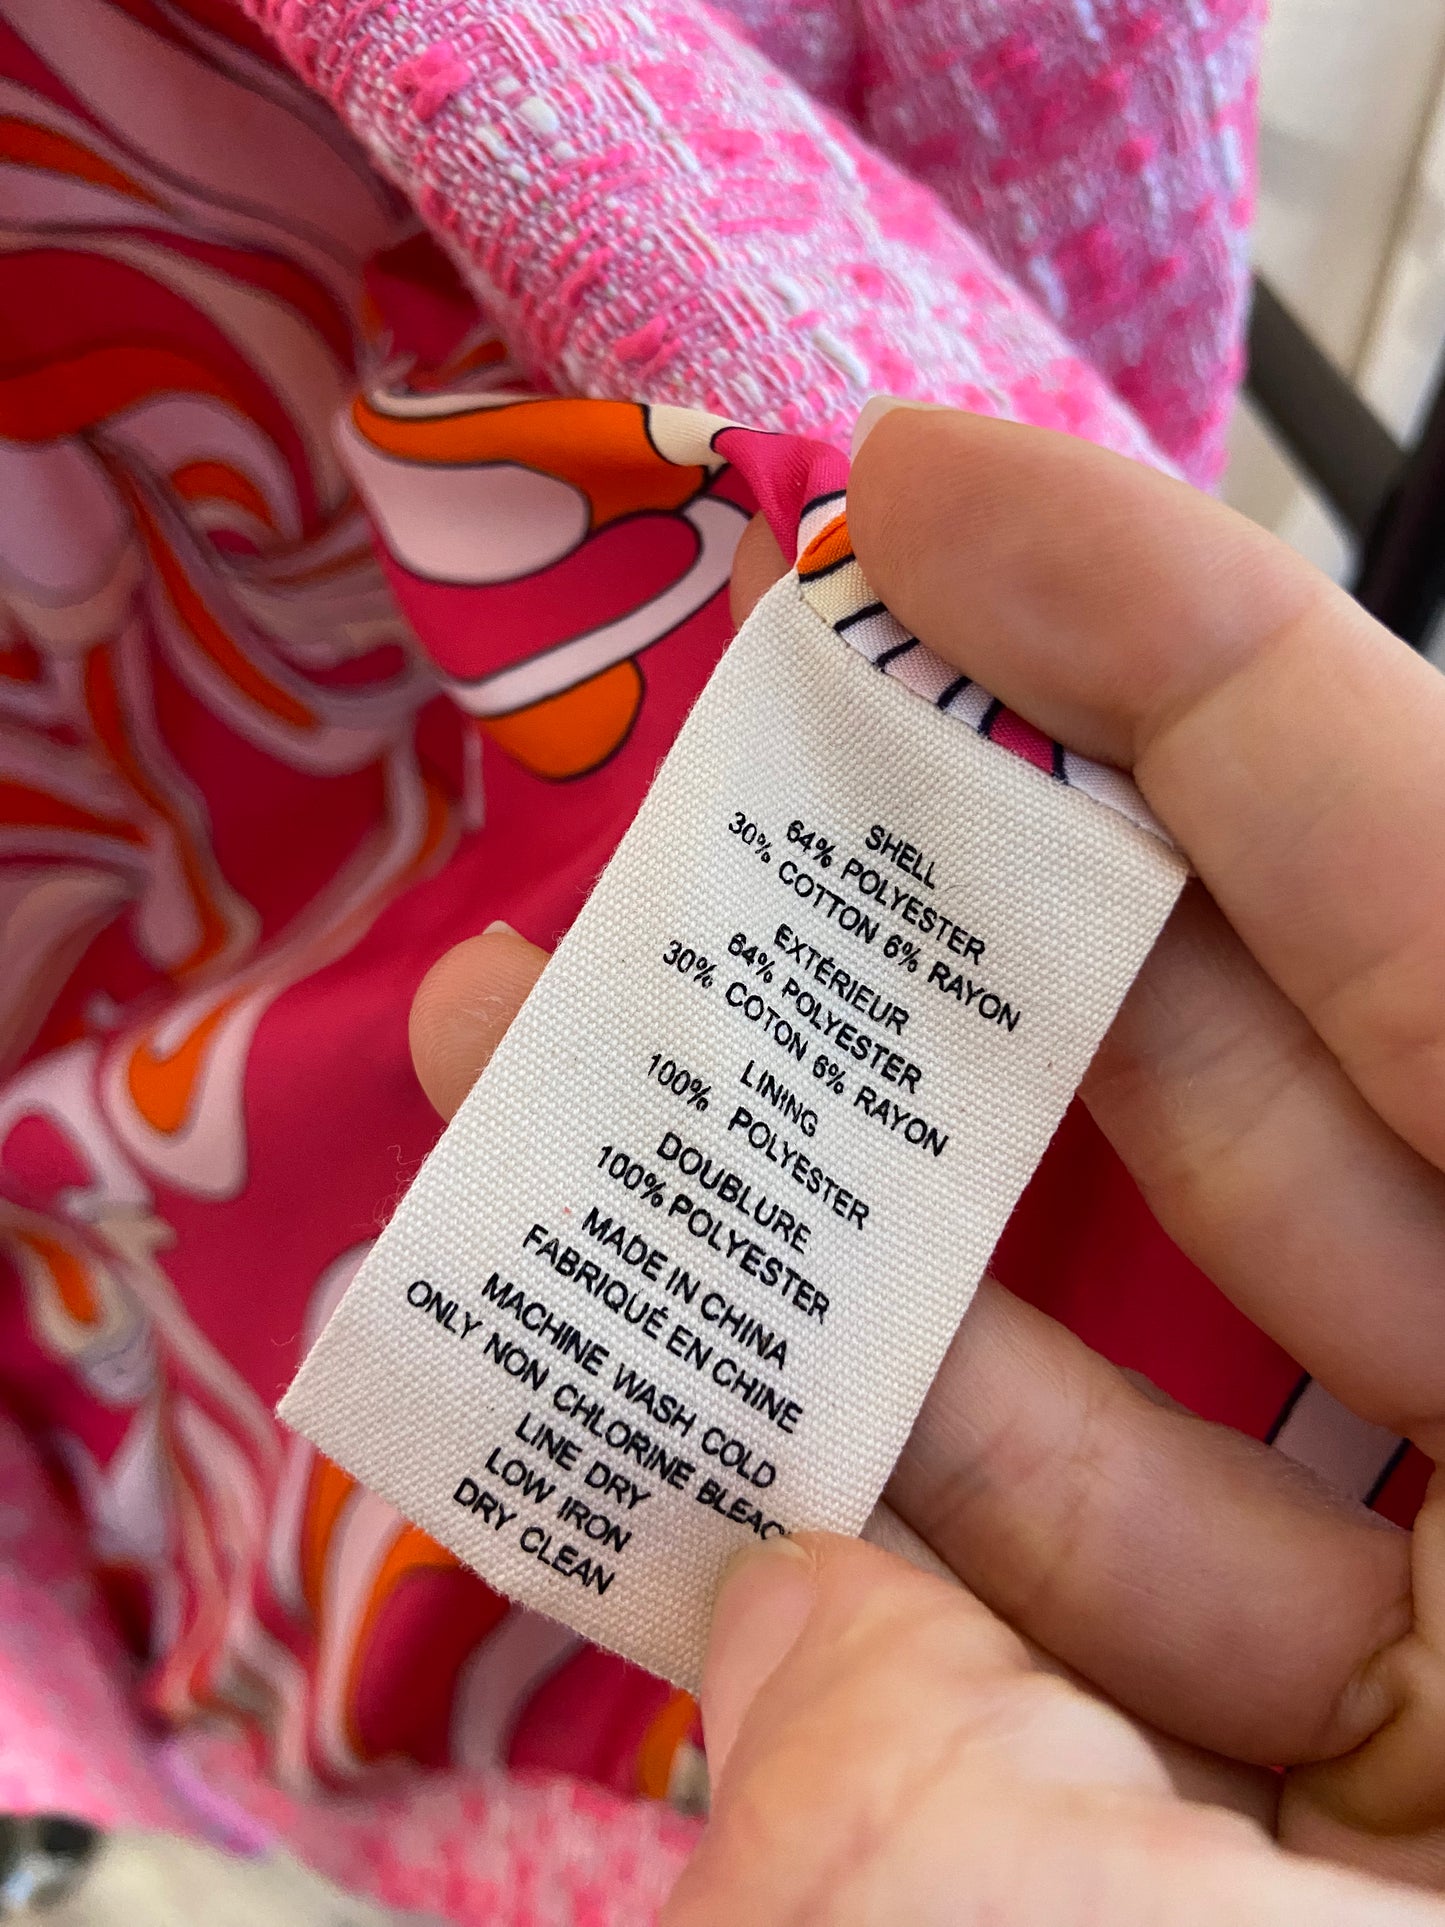 SHELL
64% POLYESTER
30% COTTON 6% RAYON
EXTÉRIEUR
64% POLYESTER
30% COTON 6% RAYON
LINING
100% POLYESTER
DOUBLURE
100% POLYESTER
MADE IN CHINA
FABRIQUÉ EN CHINE
MACHINE WASH COLD
ONLY NON CHLORINE
LINE DRY
LOW IRON
DRY CLEAN